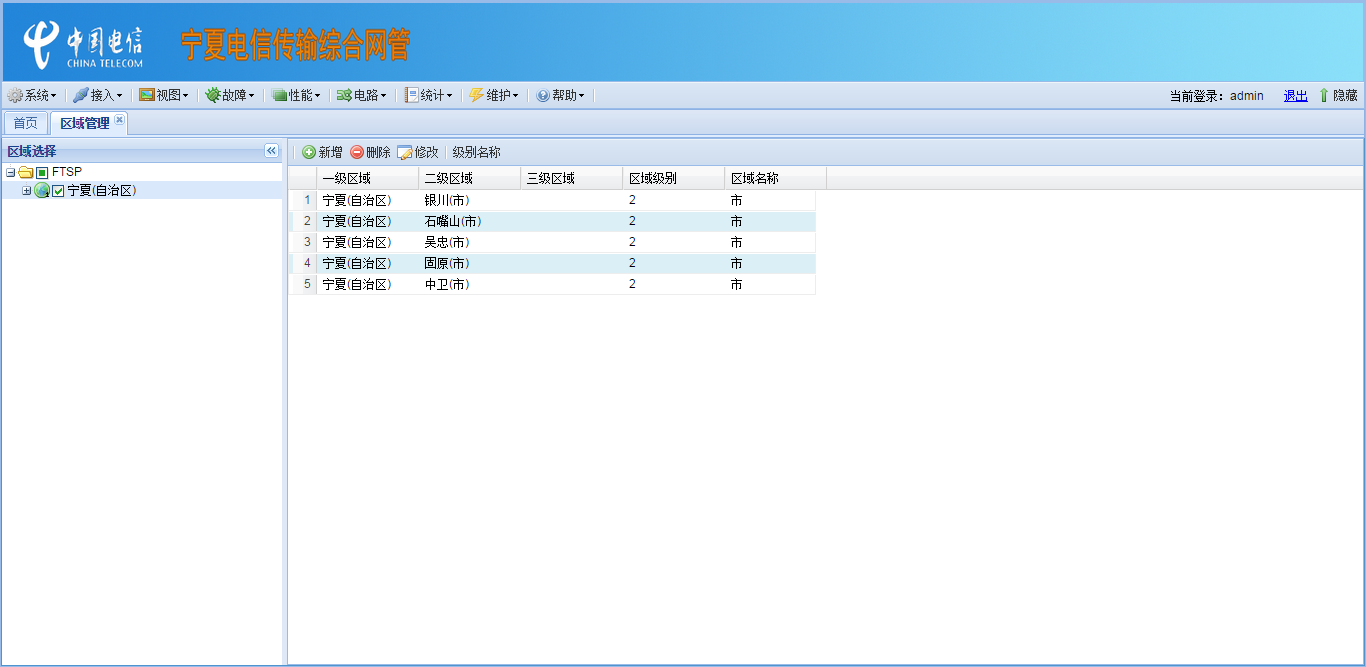 中国电信
CHINA TELECOM
宁夏电信传输综合网管
系统 接入 视图 故障 性能 电路 统计 维护 帮助 当前登录：admin 退出 隐藏
首页 区域管理
区域选择
FTSP
宁夏(自治区)
新增 删除 修改 级别名称
一级区域 二级区域 三级区域 区域级别 区域名称
1 宁夏(自治区) 银川(市) 2 市
2 宁夏(自治区) 石嘴山(市) 2 市
3 宁夏(自治区) 吴忠(市) 2 市
4 宁夏(自治区) 固原(市) 2 市
5 宁夏(自治区) 中卫(市) 2 市